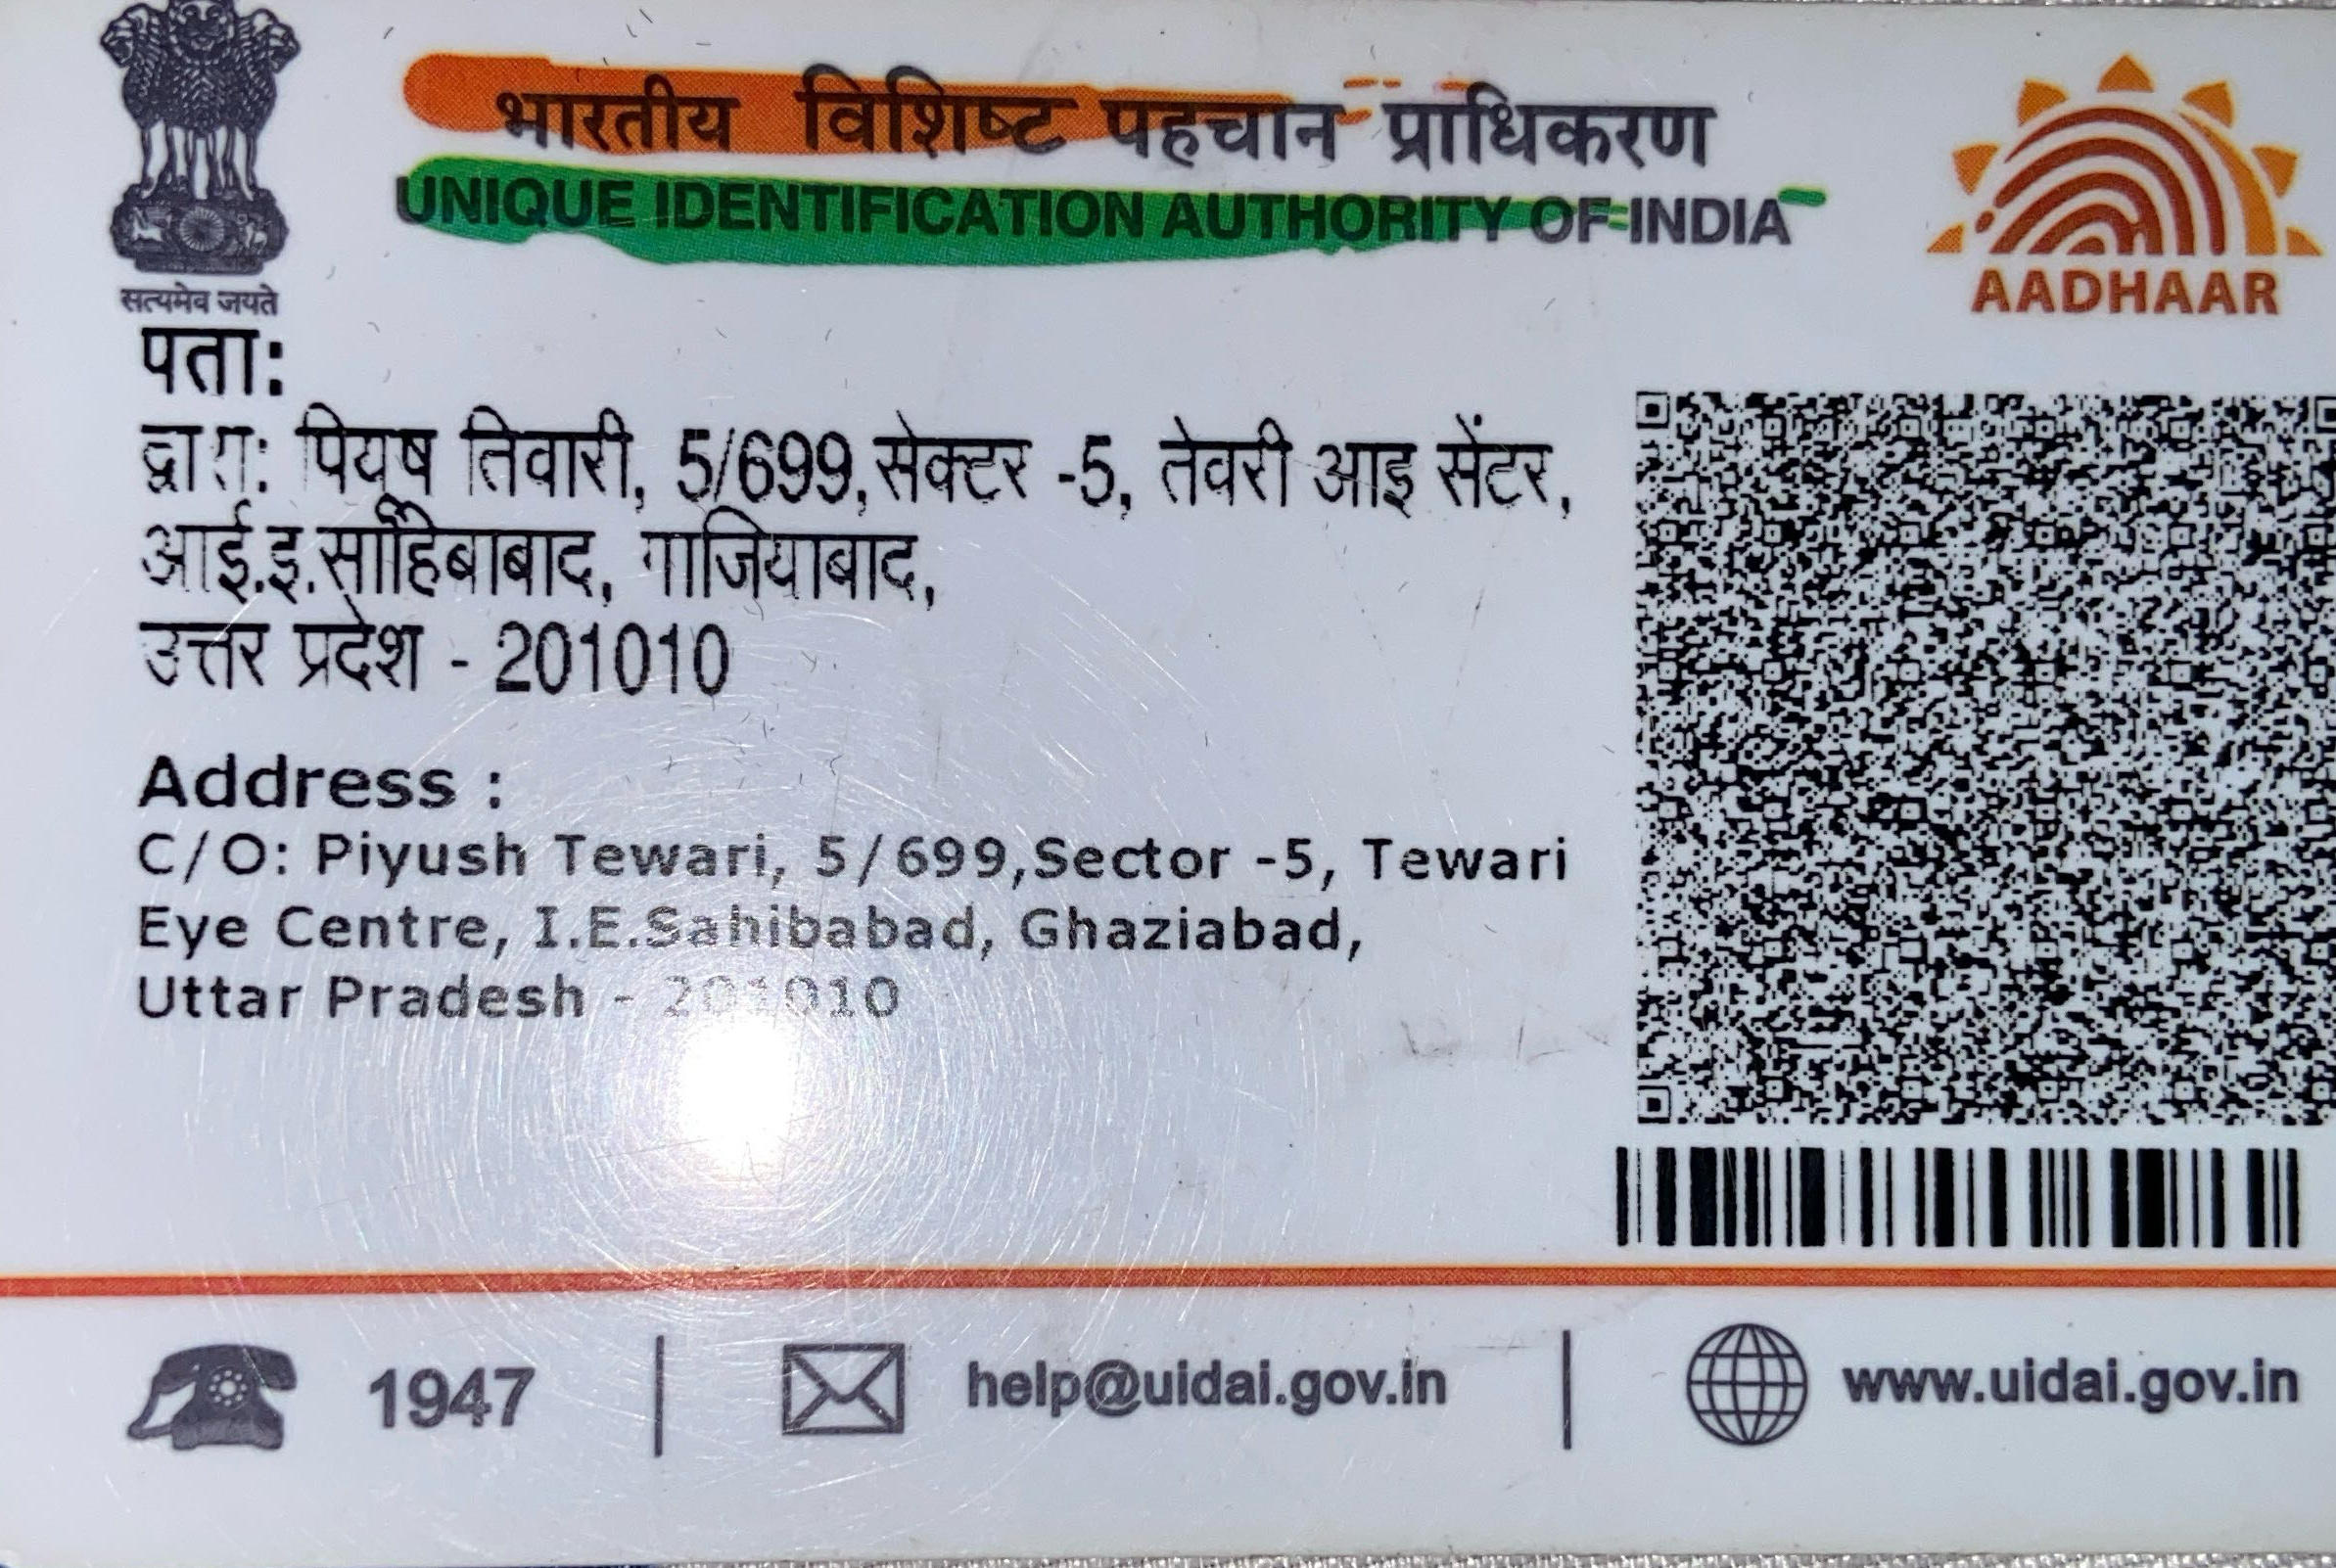 भारतीय विशिष्ट पहचान प्राधिकरण
UNIQUE IDENTIFICATION AUTHORITY OF INDIA
AADHAAR
सत्यमेव जयते
पता:
द्वारा: पियूष तिवारी, 5/699,सेक्टर -5, तेवरी आइ सेंटर,
आई.इ.साहिबाबाद, गाजियाबाद,
उत्तर प्रदेश - 201010
Address :
C/O: Piyush Tewari, 5/699,Sector -5, Tewari
Eye Centre, I.E.Sahibabad, Ghaziabad,
Uttar Pradesh - 201010
1947
help@uidai.gov.in
www.uidai.gov.in